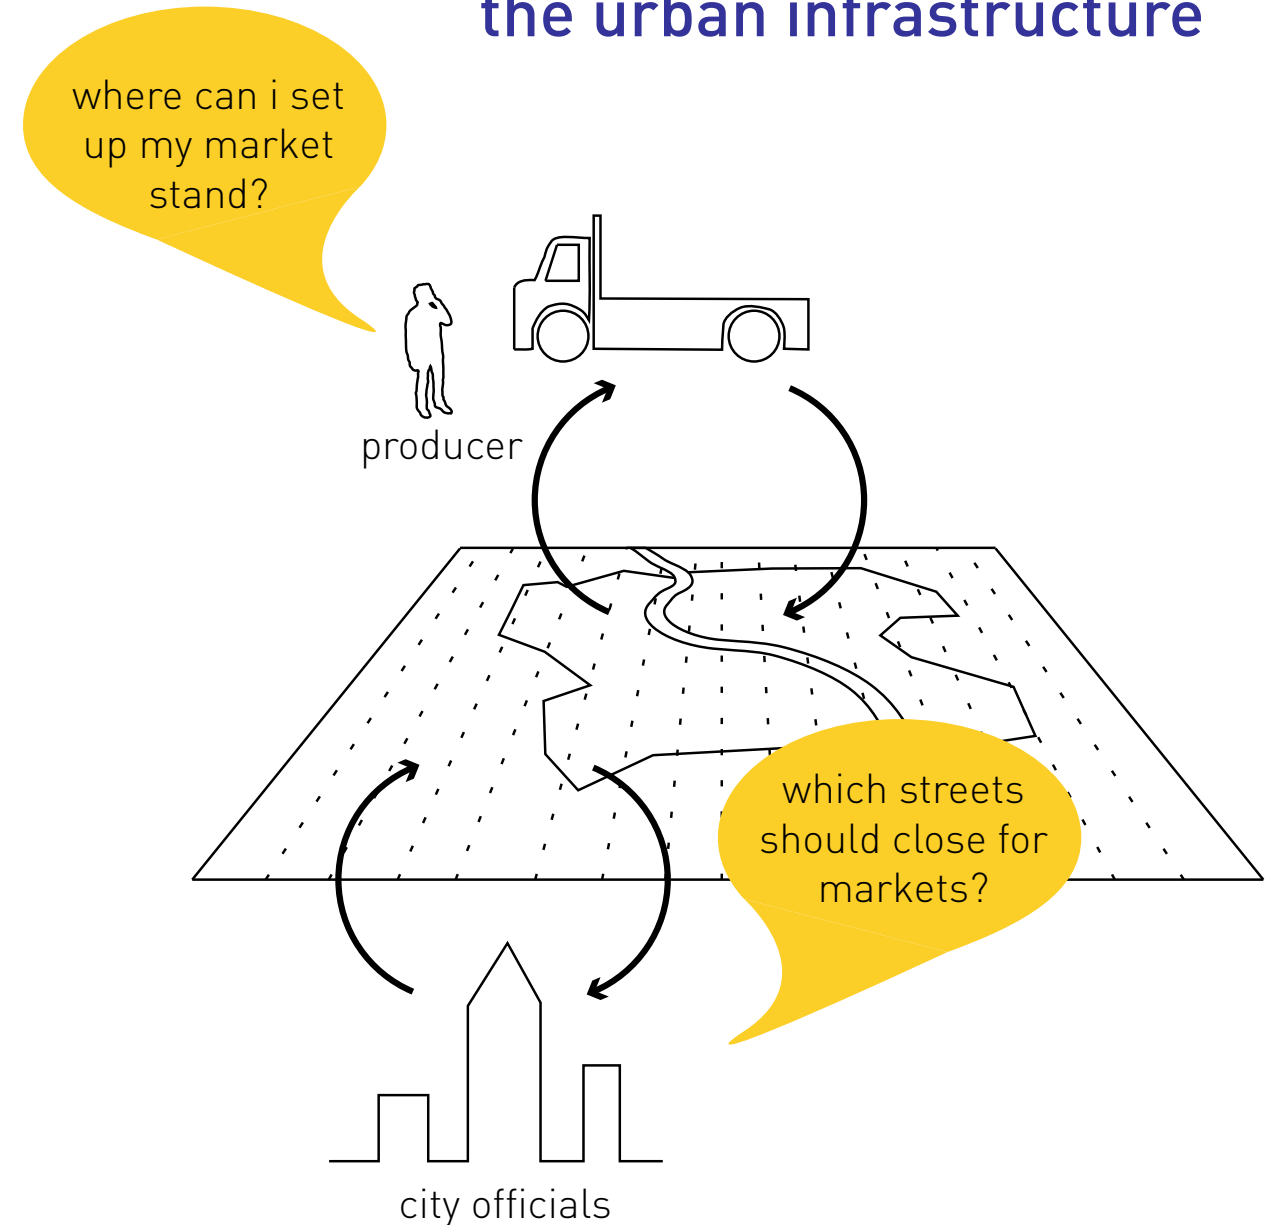 the urban infrastructure
where can i set
up my market
stand?
producer
which streets
should close for
markets?
city officials